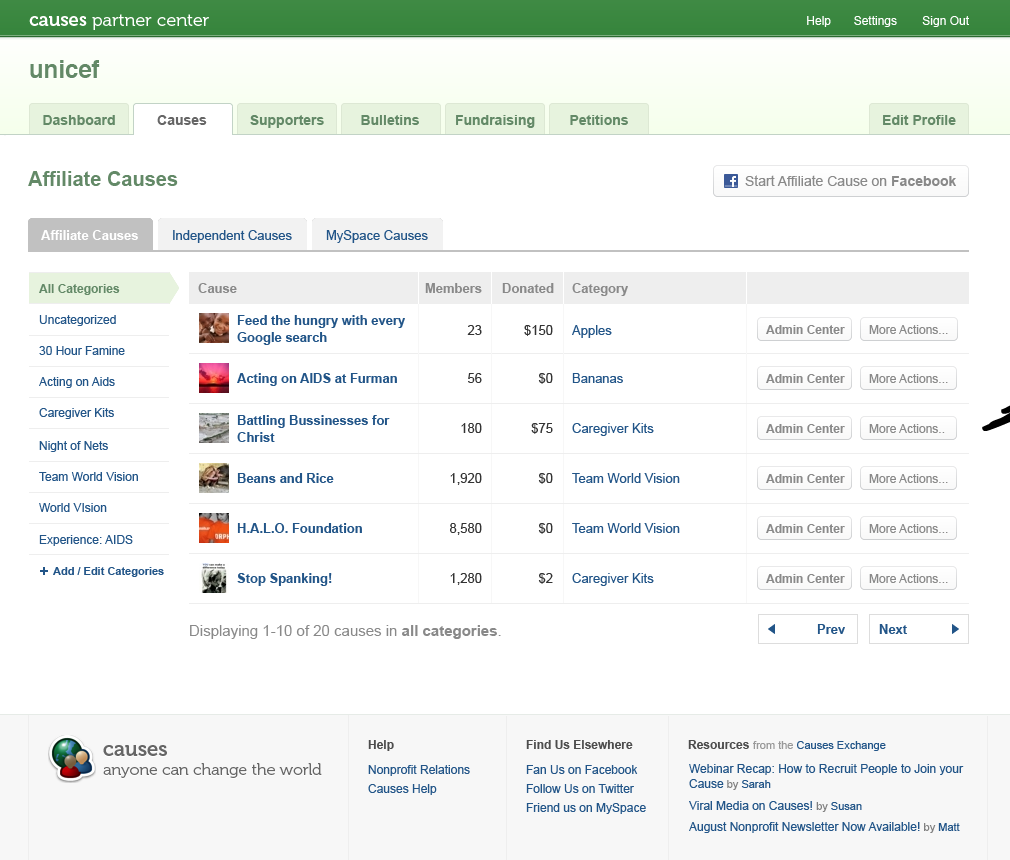 causes partner center
Help Settings Sign Out
unicef
Dashboard Causes Supporters Bulletins Fundraising Petitions Edit Profile
Affiliate Causes
Start Affiliate Cause on Facebook
Affiliate Causes Independent Causes MySpace Causes
All Categories
Uncategorized
30 Hour Famine
Acting on Aids
Caregiver Kits
Night of Nets
Team World Vision
World VIsion
Experience: AIDS
+ Add / Edit Categories
Cause Members Donated Category
Feed the hungry with every
Google search
23 $150 Apples Admin Center More Actions...
Acting on AIDS at Furman 56 $0 Bananas Admin Center More Actions...
Battling Bussinesses for
Christ
180 $75 Caregiver Kits Admin Center More Actions..
Beans and Rice 1,920 $0 Team World Vision Admin Center More Actions...
H.A.L.O. Foundation 8,580 $0 Team World Vision Admin Center More Actions...
Stop Spanking! 1,280 $2 Caregiver Kits Admin Center More Actions...
Displaying 1-10 of 20 causes in all categories.
Prev Next
causes
anyone can change the world
Help
Nonprofit Relations
Causes Help
Find Us Elsewhere
Fan Us on Facebook
Follow Us on Twitter
Friend us on MySpace
Resources from the Causes Exchange
Webinar Recap: How to Recruit People to Join your
Cause by Sarah
Viral Media on Causes! by Susan
August Nonprofit Newsletter Now Available! by Matt